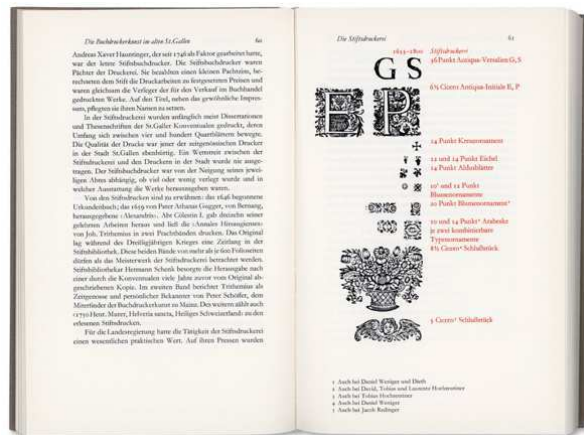 Die Buchdruckerkunst im alten St.Gallen 60
Andreas Xaver Hauntinger, der seit 1746 als Faktor gearbeitet hatte,
war der letzte Stiftsbuchdrucker. Die Stiftsbuchdrucker waren
Pächter der Druckerei. Sie bezahlten einen kleinen Pachtzins, be-
rechneten dem Stift die Druckarbeiten zu festgesetzten Preisen und
waren gleichsam die Verleger der für den Verkauf im Buchhandel
gedruckten Werke. Auf den Titel, neben das gewöhnliche Impres-
sum, pflegten sie ihren Namen zu setzen.
In der Stiftsdruckerei wurden anfänglich meist Dissertationen
und Thesenschriften der St.Galler Konventualen gedruckt, deren
Umfang sich zwischen vier und hundert Quartblättern bewegte.
Die Qualität der Drucke war jener der zeitgenössischen Drucker
in der Stadt St.Gallen ebenbürtig. Ein Wettstreit zwischen der
Stiftsdruckerei und den Druckern in der Stadt wurde nie ausge-
tragen. Der Stiftsbuchdrucker war von der Neigung seines jewei-
ligen Abtes abhängig, ob viel oder wenig verlegt wurde und in
welcher Ausstattung die Werke herausgegeben waren.
Von den Stiftsdrucken sind zu erwähnen: das 1646 begonnene
Urkundenbuch; das 1659 von Pater Athanas Gugger, von Bernang,
herausgegebene ‹Alexandris›. Abt Cölestin I. gab dreizehn seiner
gelehrten Arbeiten heraus und ließ die ‹Annales Hirsaugienses›
von Joh. Trithemius in zwei Prachtbänden drucken. Das Original
lag während des Dreißigjährigen Krieges eine Zeitlang in der
Stiftsbibliothek. Diese beiden Bände von mehr als je 600 Folioseiten
dürfen als das Meisterwerk der Stiftsdruckerei betrachtet werden.
Stiftsbibliothekar Hermann Schenk besorgte die Herausgabe nach
einer durch die Konventualen viele Jahre zuvor vom Original ab-
geschriebenen Kopie. Im zweiten Band berichtet Trithemius als
Zeitgenosse und persönlicher Bekannter von Peter Schöffer, dem
Miterfinder der Buchdruckerkunst zu Mainz. Des weitern zählt auch
‹1751 Henr. Murer, Helvetia sancta, Heiliges Schweizerland› zu den
erlesenen Stiftsdrucken.
Für die Landesregierung hatte die Tätigkeit der Stiftsdruckerei
einen wesentlichen praktischen Wert. Auf ihren Pressen wurden
Die Stiftsdruckerei 61
Stiftsdruckerei
36 Punkt Antiqua-Versalien G, S
G S
6½ Cicero Antiqua-Initiale E, P
E P
24 Punkt Kreuzornament
12 und 14 Punkt Eichel
14 Punkt Aldusblätter
10¹ und 12 Punkt
Blumenornamente
20 Punkt Blumenornament²
10 und 14 Punkt³ Arabeske
je zwei kombinierbare
Typenornamente
8½ Cicero⁴ Schlußstück
5 Cicero⁵ Schlußstück
1 Auch bei Daniel Weniger und Dieth
2 Auch bei David, Tobias und Laurentz Hochreutiner
3 Auch bei Tobias Hochreutiner
4 Auch bei Daniel Weniger
5 Auch bei Jacob Redinger